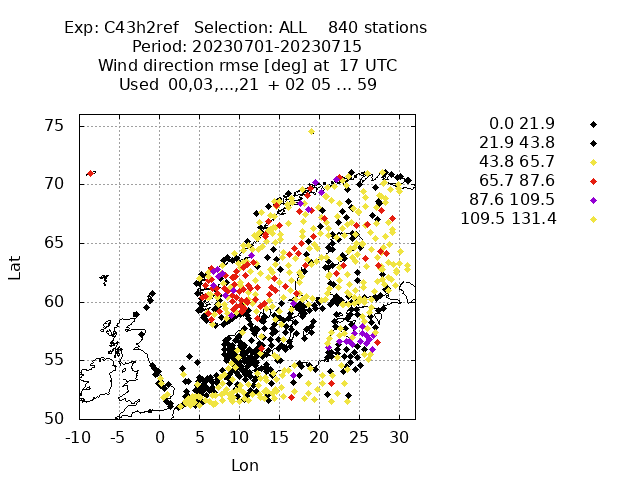 Exp: C43h2ref   Selection: ALL    840 stations
Period: 20230701-20230715
Wind direction rmse [deg] at  17 UTC
Used  00,03,...,21  + 02 05 ... 59
0.0 21.9
21.9 43.8
43.8 65.7
65.7 87.6
87.6 109.5
109.5 131.4
75
70
65
60
55
50
Lat
-10 -5 0 5 10 15 20 25 30
Lon